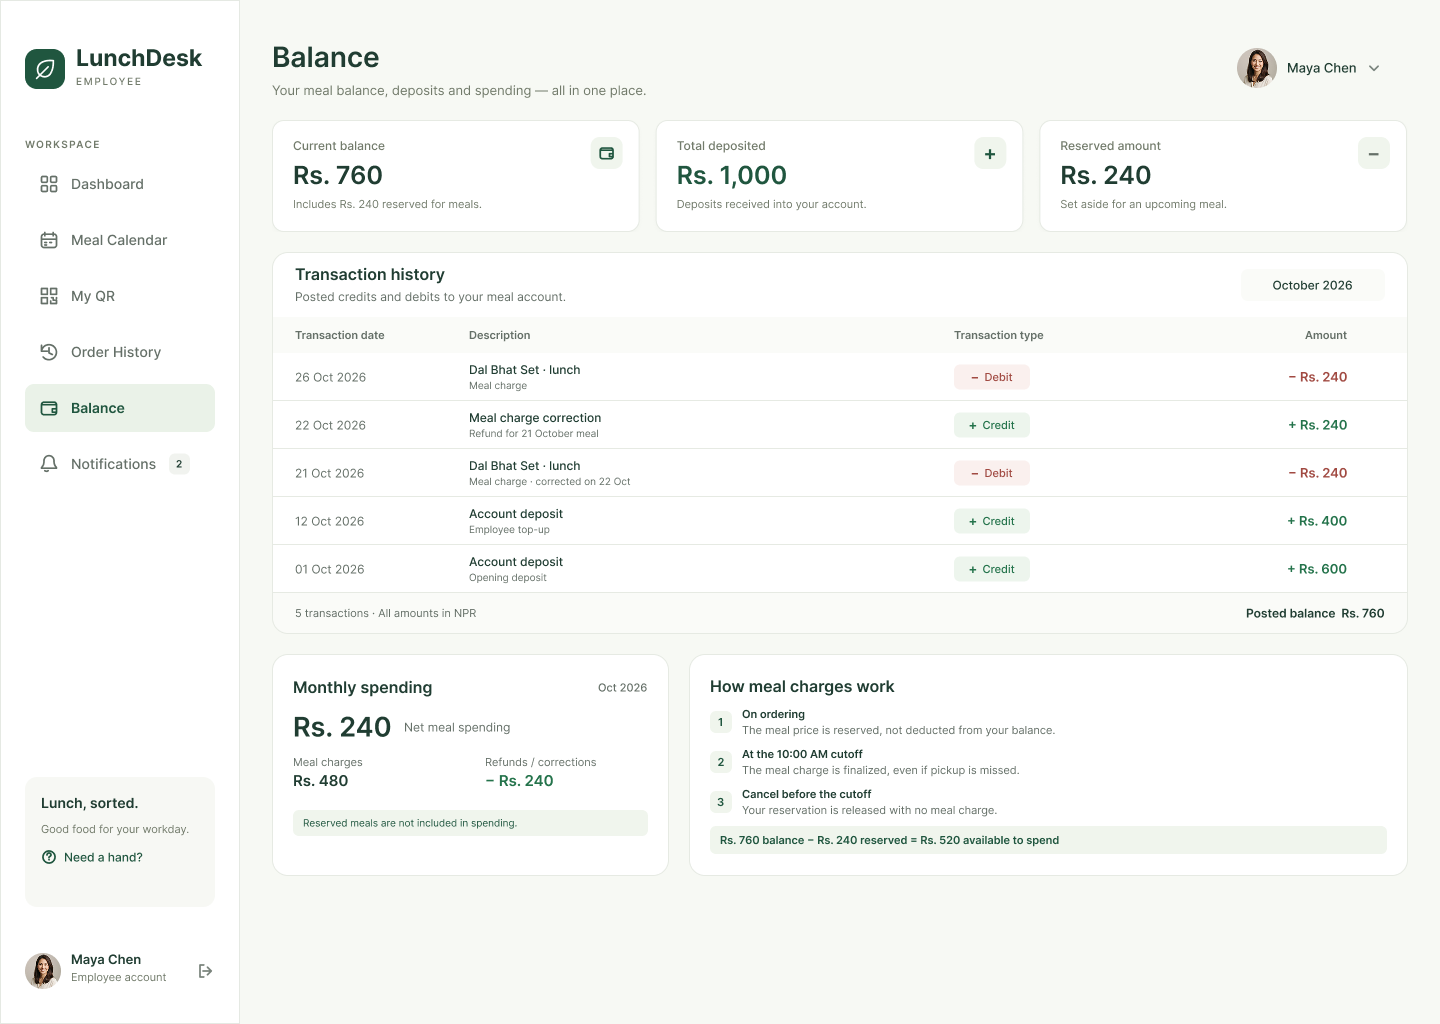 LunchDesk
EMPLOYEE
WORKSPACE
Dashboard
Meal Calendar
My QR
Order History
Balance
Notifications 2
Lunch, sorted.
Good food for your workday.
Need a hand?
Maya Chen
Employee account
Balance
Your meal balance, deposits and spending — all in one place.
Maya Chen
Current balance
Rs. 760
Includes Rs. 240 reserved for meals.
Total deposited
Rs. 1,000
Deposits received into your account.
+
Reserved amount
Rs. 240
Set aside for an upcoming meal.
−
Transaction history
Posted credits and debits to your meal account.
October 2026
Transaction date Description Transaction type Amount
26 Oct 2026 Dal Bhat Set · lunch − Debit − Rs. 240
Meal charge
22 Oct 2026 Meal charge correction + Credit + Rs. 240
Refund for 21 October meal
21 Oct 2026 Dal Bhat Set · lunch − Debit − Rs. 240
Meal charge · corrected on 22 Oct
12 Oct 2026 Account deposit + Credit + Rs. 400
Employee top-up
01 Oct 2026 Account deposit + Credit + Rs. 600
Opening deposit
5 transactions · All amounts in NPR Posted balance Rs. 760
Monthly spending Oct 2026
Rs. 240 Net meal spending
Meal charges Refunds / corrections
Rs. 480 − Rs. 240
Reserved meals are not included in spending.
How meal charges work
1 On ordering
The meal price is reserved, not deducted from your balance.
2 At the 10:00 AM cutoff
The meal charge is finalized, even if pickup is missed.
3 Cancel before the cutoff
Your reservation is released with no meal charge.
Rs. 760 balance − Rs. 240 reserved = Rs. 520 available to spend